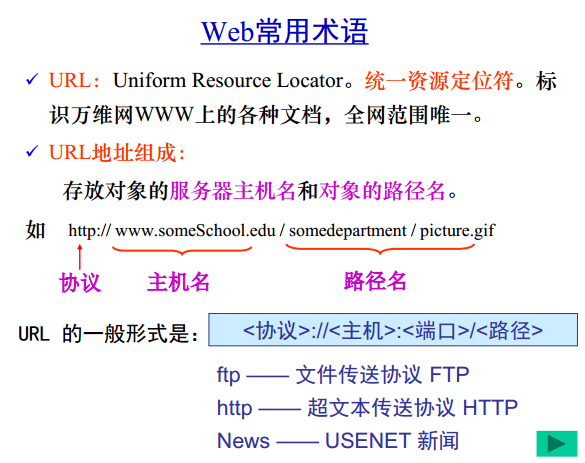 Web常用术语
✓ URL：Uniform Resource Locator。统一资源定位符。标
识万维网WWW上的各种文档，全网范围唯一。
✓ URL地址组成：
存放对象的服务器主机名和对象的路径名。
如 http:// www.someSchool.edu / somedepartment / picture.gif
协议 主机名 路径名
URL 的一般形式是： <协议>://<主机>:<端口>/<路径>
ftp —— 文件传送协议 FTP
http —— 超文本传送协议 HTTP
News —— USENET 新闻